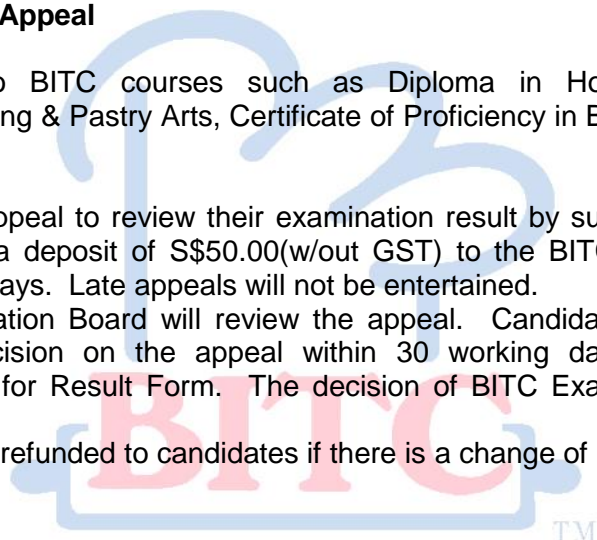 Appeal
BITC courses such as Diploma in Ho
ng & Pastry Arts, Certificate of Proficiency in E
ppeal to review their examination result by su
a deposit of S$50.00(w/out GST) to the BITC
ays. Late appeals will not be entertained.
ation Board will review the appeal. Candida
cision on the appeal within 30 working da
for Result Form. The decision of BITC Exa
refunded to candidates if there is a change of
BITC
TM